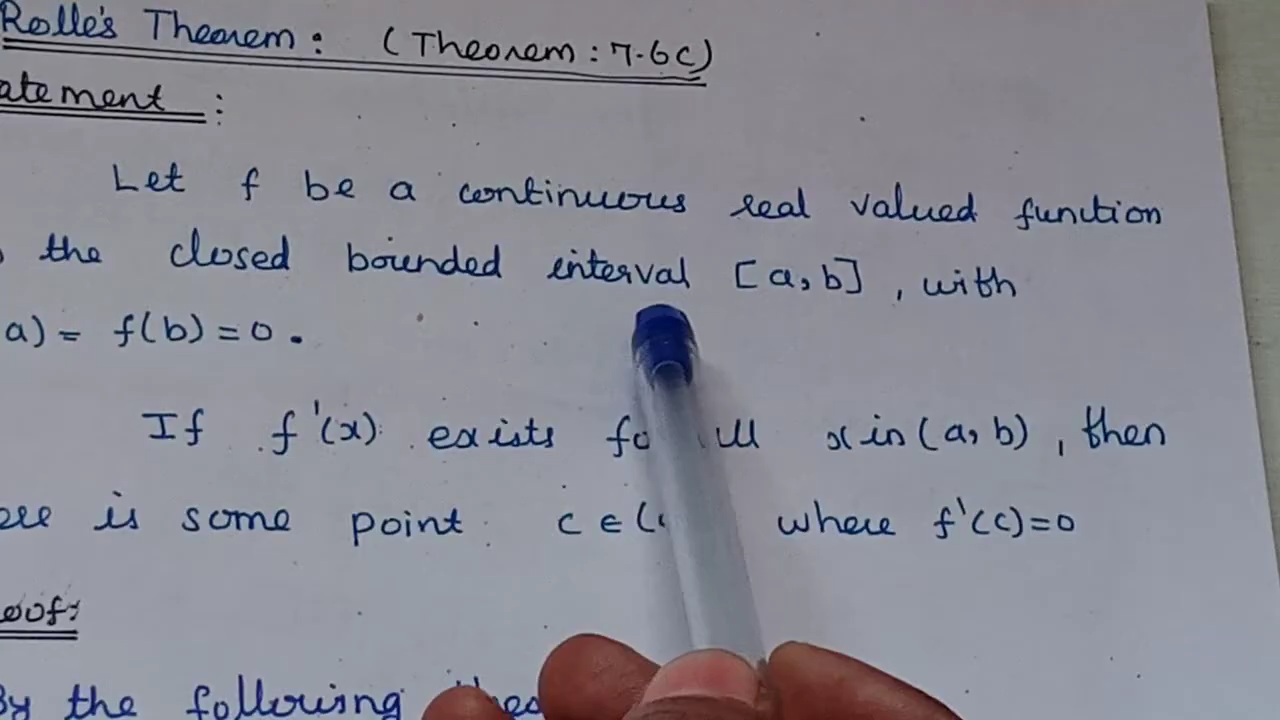 Rolle's Theorem: (Theorem: 7.6C)
atement :
Let f be a continuous real valued function
the closed bounded interval [a, b], with
a) = f(b) = 0.
If f'(x) exists fo ll x in (a, b), then
ere is some point c ∈ ( where f'(c)=0
oof:
By the following